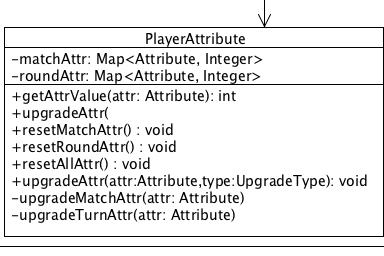 PlayerAttribute
-matchAttr: Map<Attribute, Integer>
-roundAttr: Map<Attribute, Integer>
+getAttrValue(attr: Attribute): int
+upgradeAttr(
+resetMatchAttr() : void
+resetRoundAttr() : void
+resetAllAttr() : void
+upgradeAttr(attr:Attribute,type:UpgradeType): void
-upgradeMatchAttr(attr: Attribute)
-upgradeTurnAttr(attr: Attribute)